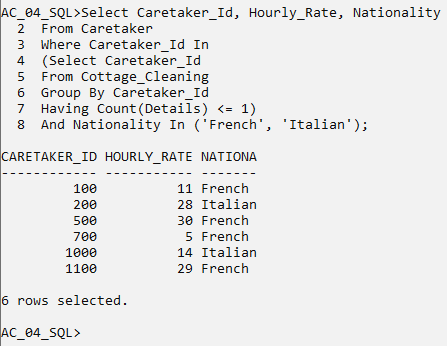 AC_04_SQL>Select Caretaker_Id, Hourly_Rate, Nationality
  2  From Caretaker
  3  Where Caretaker_Id In
  4  (Select Caretaker_Id
  5  From Cottage_Cleaning
  6  Group By Caretaker_Id
  7  Having Count(Details) <= 1)
  8  And Nationality In ('French', 'Italian');

CARETAKER_ID HOURLY_RATE NATIONA
------------ ----------- -------
         100          11 French
         200          28 Italian
         500          30 French
         700           5 French
        1000          14 Italian
        1100          29 French

6 rows selected.

AC_04_SQL>